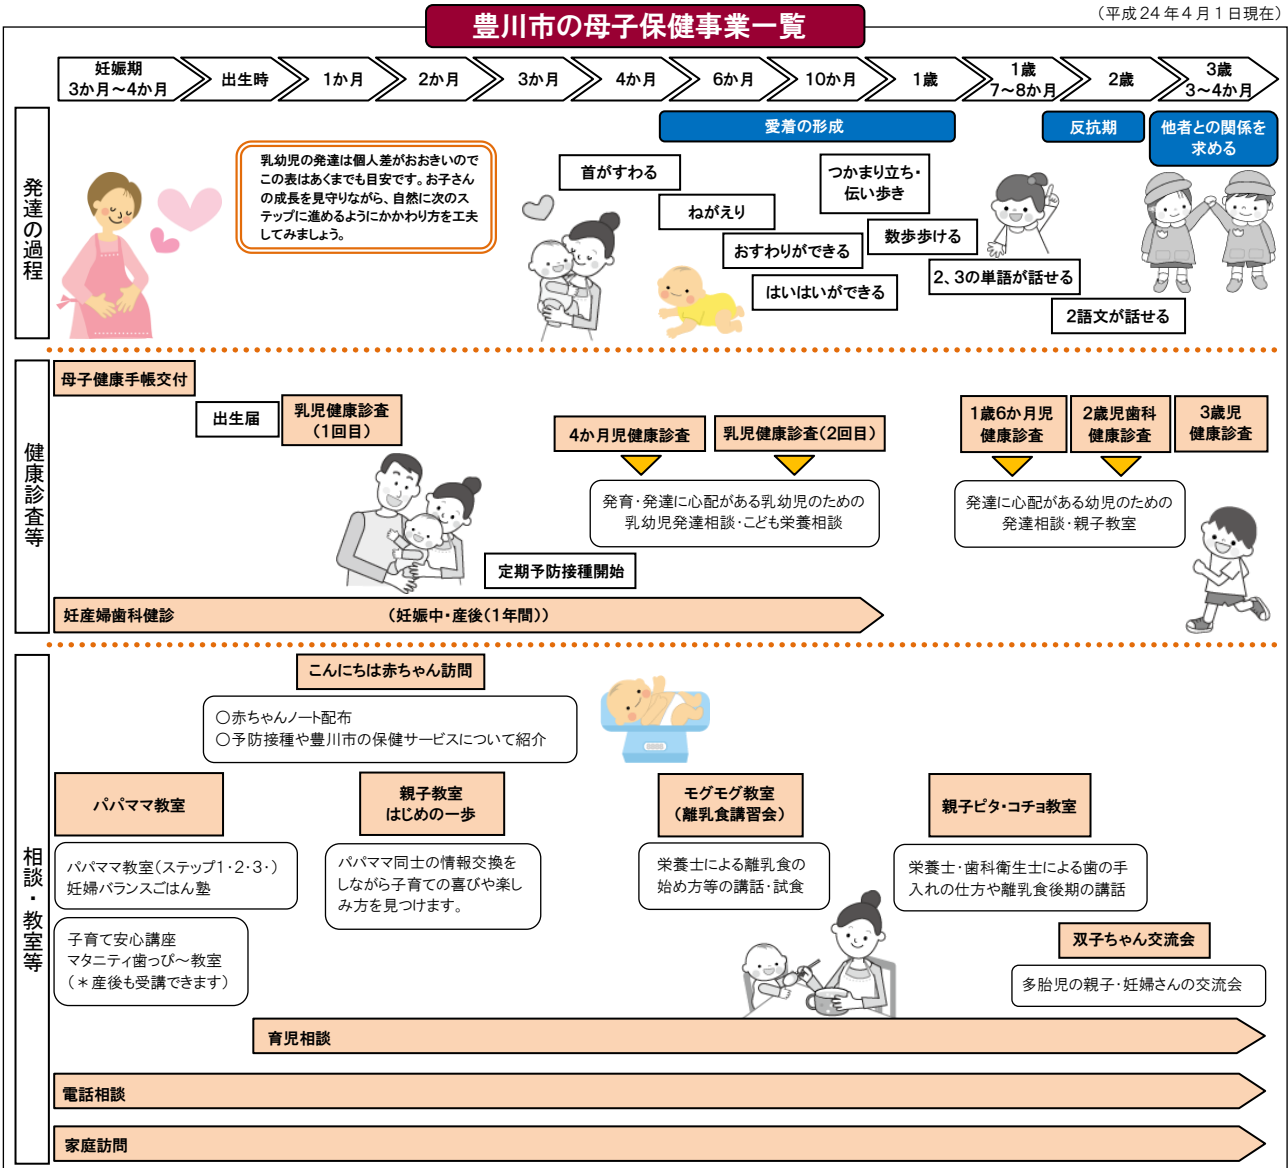 豊川市の母子保健事業一覧
(平成24年4月1日現在)
妊娠期
3か月~4か月
出生時
1か月
2か月
3か月
4か月
6か月
10か月
1歳
1歳
7~8か月
2歳
3歳
3~4か月
発達の過程
愛着の形成
反抗期
他者との関係を
求める
乳幼児の発達は個人差がおおきいので
この表はあくまでも目安です。お子さん
の成長を見守りながら、自然に次のス
テップに進めるようにかかわり方を工夫
してみましょう。
首がすわる
ねがえり
おすわりができる
はいはいができる
つかまり立ち・
伝い歩き
数歩歩ける
2、3の単語が話せる
2語文が話せる
健康診査等
母子健康手帳交付
出生届
乳児健康診査
(1回目)
4か月児健康診査
乳児健康診査(2回目)
1歳6か月児
健康診査
2歳児歯科
健康診査
3歳児
健康診査
発育・発達に心配がある乳幼児のための
乳幼児発達相談・こども栄養相談
発達に心配がある幼児のための
発達相談・親子教室
定期予防接種開始
妊産婦歯科健診 (妊娠中・産後(1年間))
相談・教室等
こんにちは赤ちゃん訪問
○赤ちゃんノート配布
○予防接種や豊川市の保健サービスについて紹介
パパママ教室
パパママ教室(ステップ1・2・3・)
妊婦バランスごはん塾
子育て安心講座
マタニティ歯っぴ~教室
(*産後も受講できます)
親子教室
はじめの一歩
パパママ同士の情報交換を
しながら子育ての喜びや楽し
み方を見つけます。
モグモグ教室
(離乳食講習会)
栄養士による離乳食の
始め方等の講話・試食
親子ピタ・コチョ教室
栄養士・歯科衛生士による歯の手
入れの仕方や離乳食後期の講話
双子ちゃん交流会
多胎児の親子・妊婦さんの交流会
育児相談
電話相談
家庭訪問